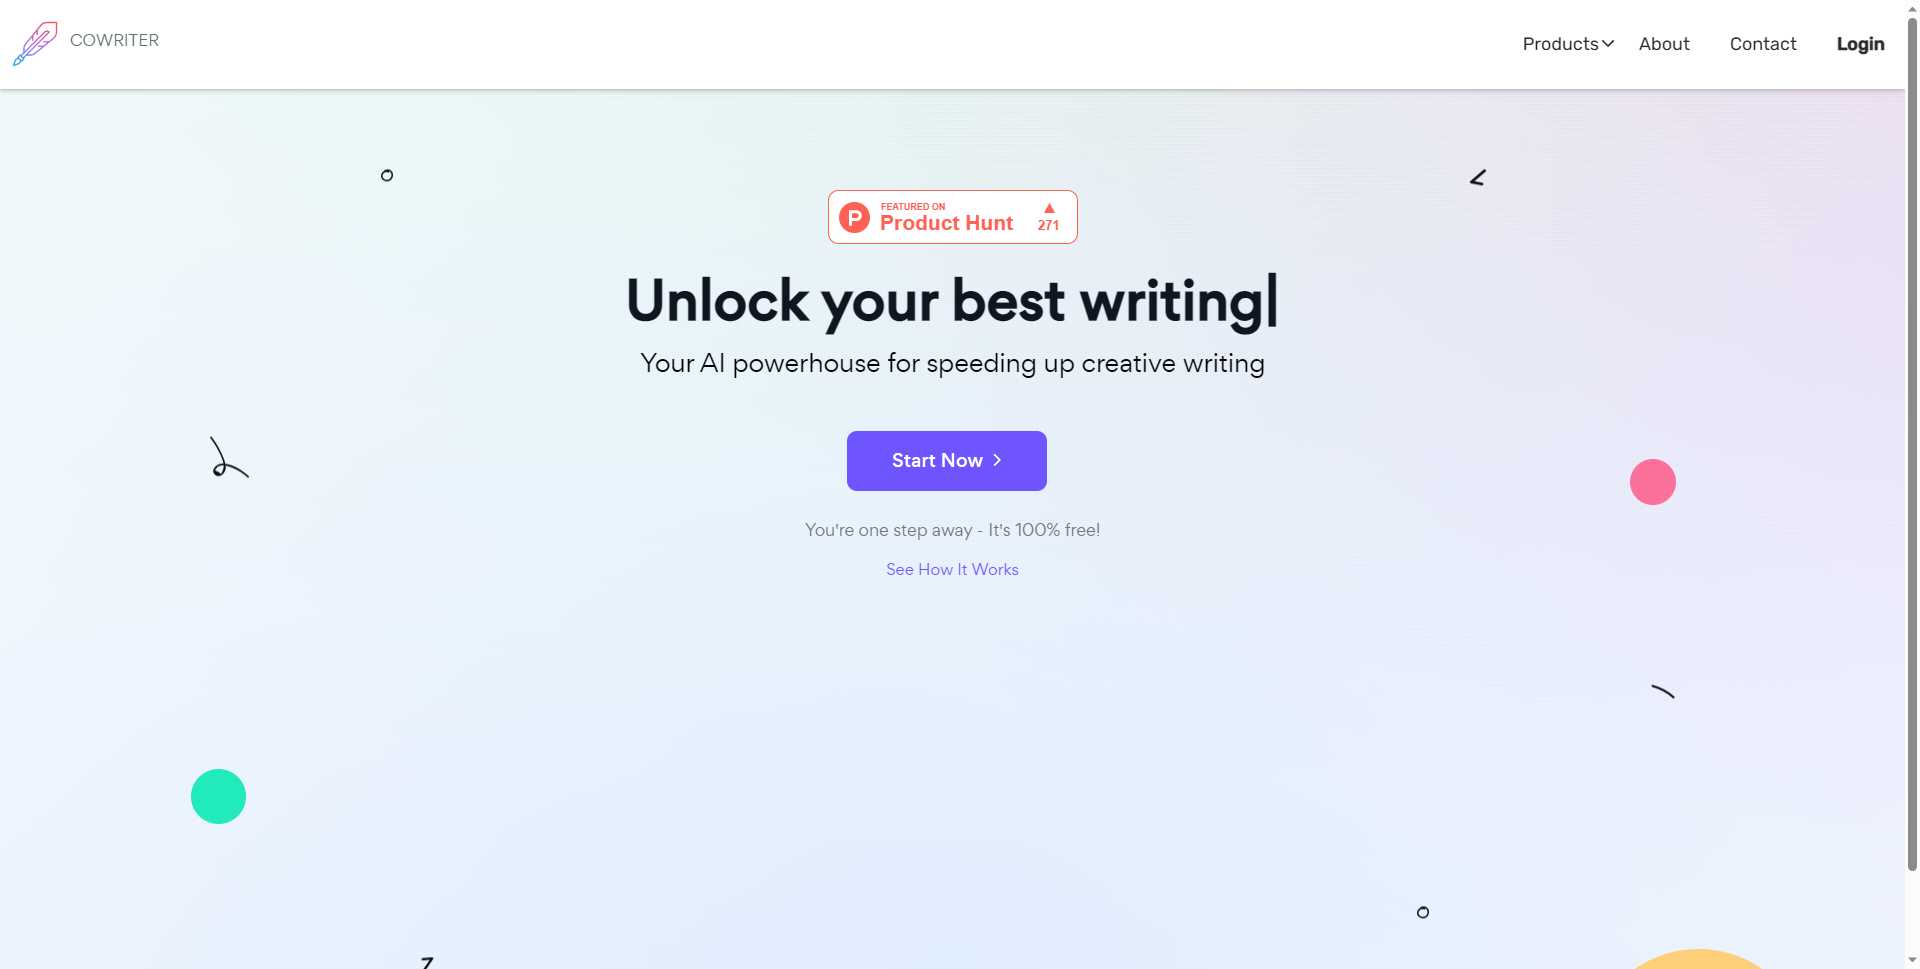 COWRITER
Products
About
Contact
Login
FEATURED ON
Product Hunt
271
Unlock your best writing|
Your AI powerhouse for speeding up creative writing
Start Now
You're one step away - It's 100% free!
See How It Works